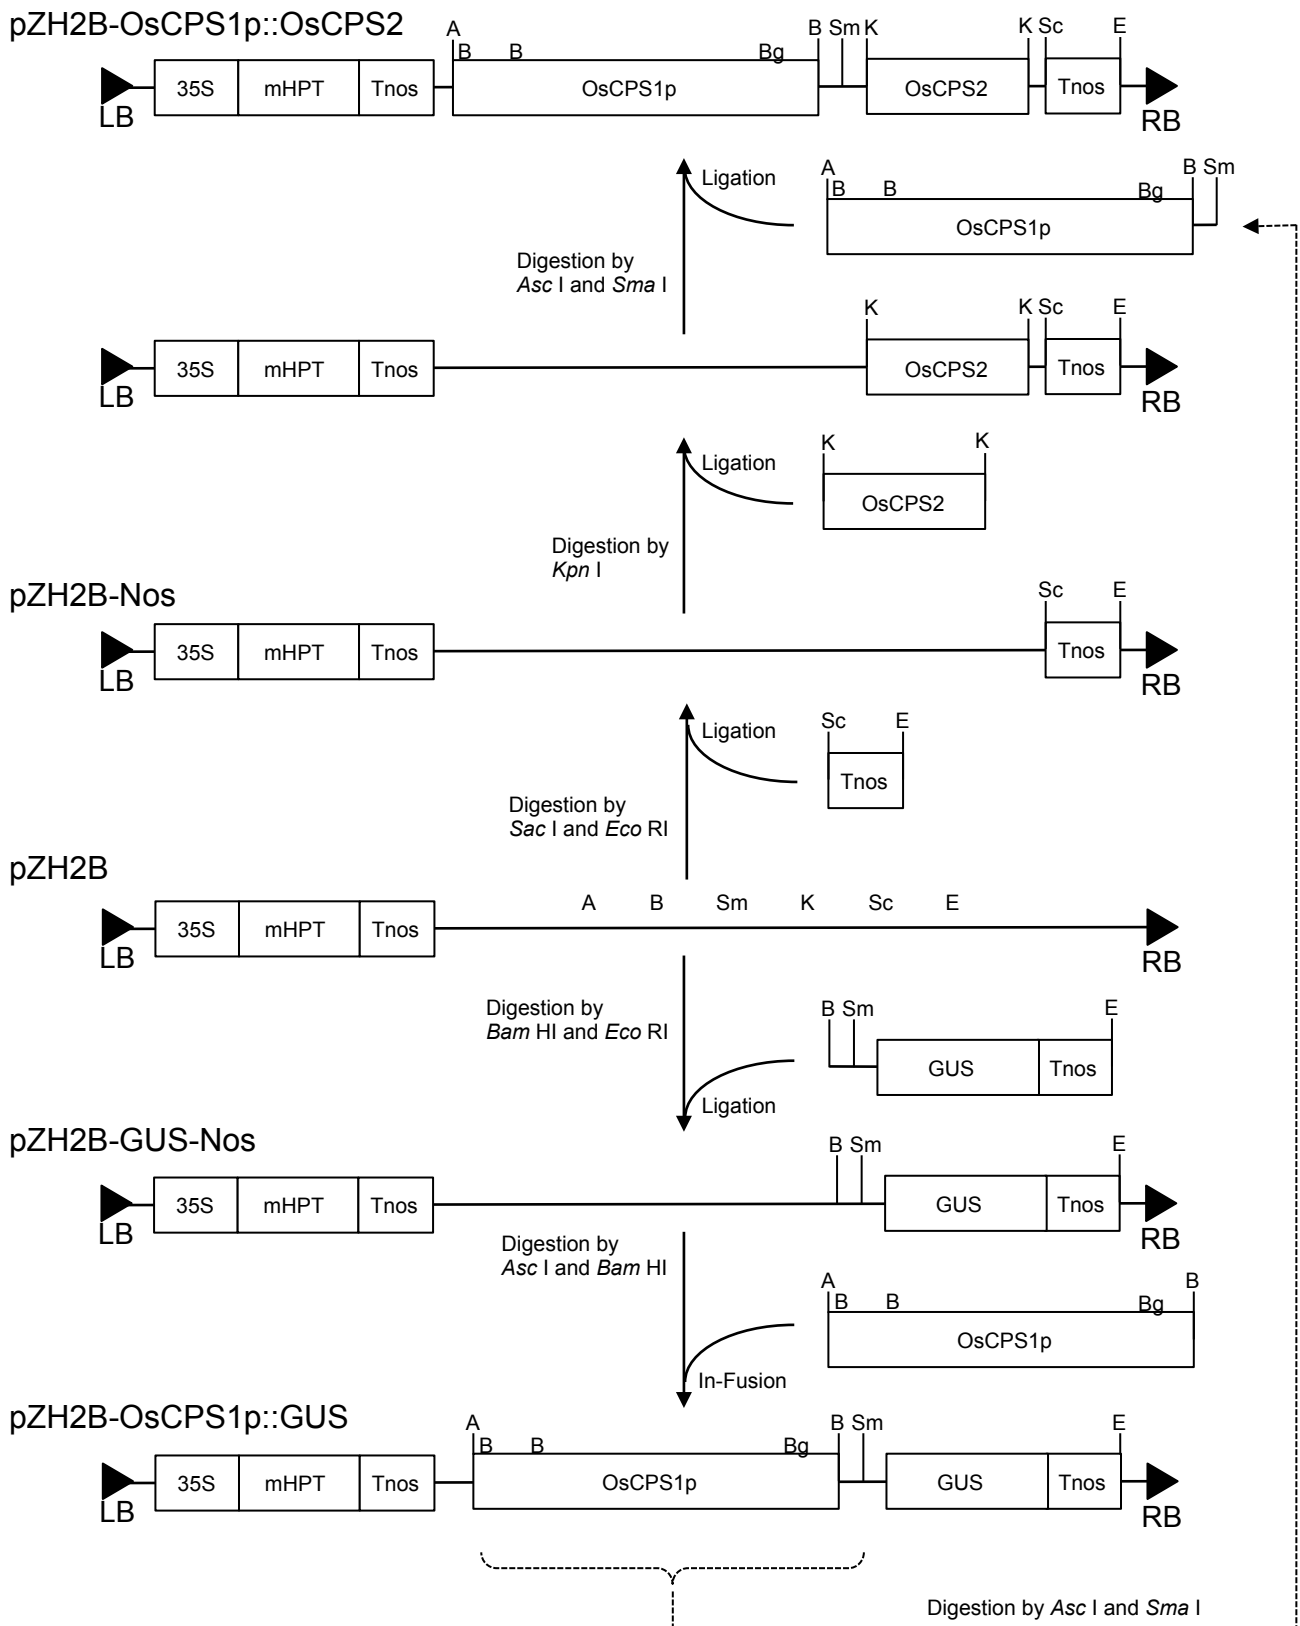 pZH2B-OsCPS1p::OsCPS2
A B Sm K K Sc E
B B Bg
35S mHPT Tnos OsCPS1p OsCPS2 Tnos
LB RB
Ligation
A B Sm
B B Bg
OsCPS1p
Digestion by
Asc I and Sma I
K K Sc E
35S mHPT Tnos OsCPS2 Tnos
LB RB
Ligation
K K
OsCPS2
Digestion by
Kpn I
pZH2B-Nos
Sc E
35S mHPT Tnos Tnos
LB RB
Ligation
Sc E
Tnos
Digestion by
Sac I and Eco RI
pZH2B
A B Sm K Sc E
35S mHPT Tnos
LB RB
Digestion by
Bam HI and Eco RI
B Sm E
GUS Tnos
Ligation
pZH2B-GUS-Nos
B Sm E
35S mHPT Tnos GUS Tnos
LB RB
Digestion by
Asc I and Bam HI
A B
B B Bg
OsCPS1p
In-Fusion
pZH2B-OsCPS1p::GUS
A B Sm E
B B Bg
35S mHPT Tnos OsCPS1p GUS Tnos
LB RB
Digestion by Asc I and Sma I